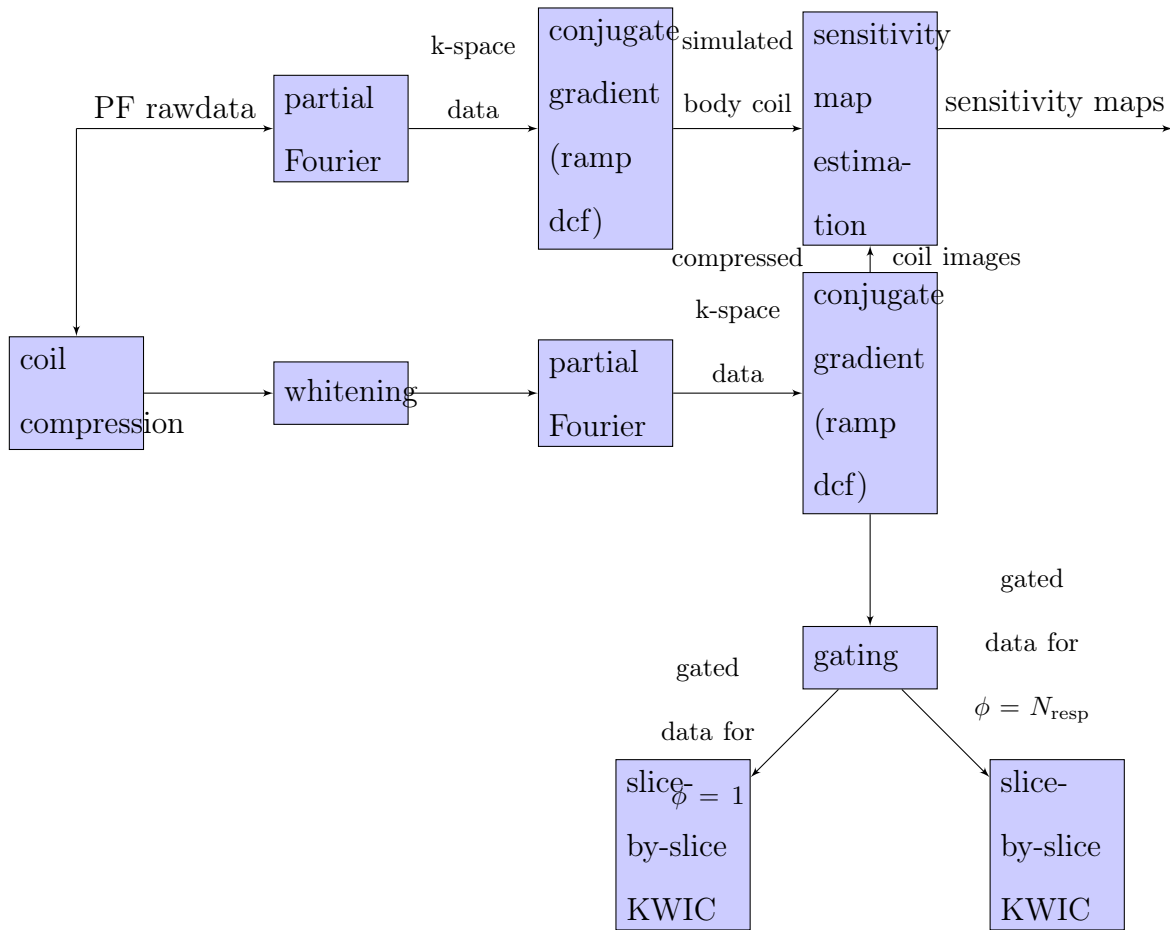 PF rawdata
partial
Fourier
k-space
data
conjugate
gradient
(ramp
dcf)
simulated
body coil
sensitivity
map
estima-
tion
sensitivity maps
coil
compression
whitening
partial
Fourier
k-space
data
conjugate
gradient
(ramp
dcf)
compressed
coil images
gating
gated
data for
ϕ = 1
gated
data for
ϕ = N_resp
slice-
by-slice
KWIC
slice-
by-slice
KWIC